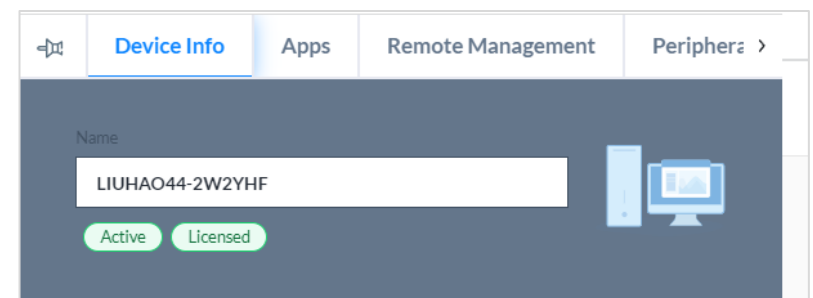 Device Info Apps Remote Management Periphera
Name
LIUHAO44-2W2YHF
Active Licensed